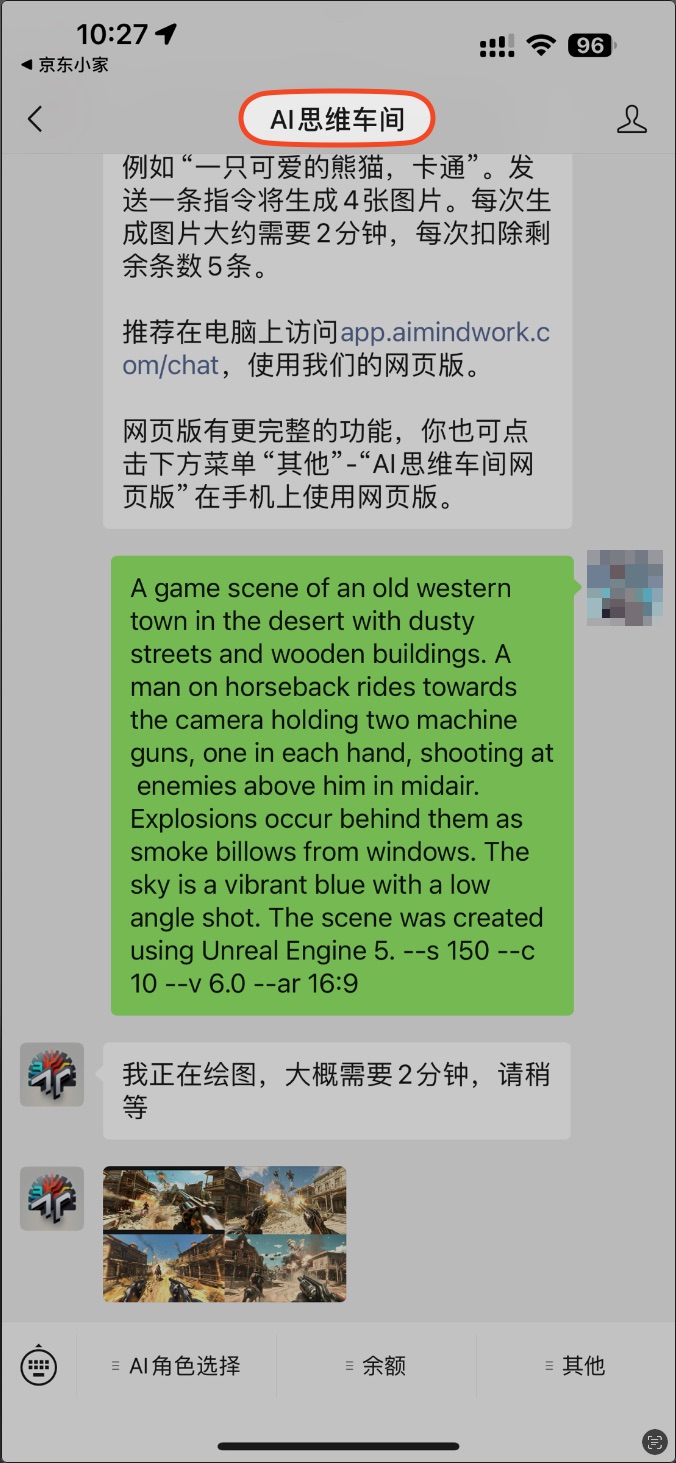 10:27
96
◀ 京东小家
AI思维车间
例如“一只可爱的熊猫，卡通”。发
送一条指令将生成4张图片。每次生
成图片大约需要2分钟，每次扣除剩
余条数5条。
推荐在电脑上访问app.aimindwork.c
om/chat，使用我们的网页版。
网页版有更完整的功能，你也可点
击下方菜单“其他”-“AI思维车间网
页版”在手机上使用网页版。
A game scene of an old western
town in the desert with dusty
streets and wooden buildings. A
man on horseback rides towards
the camera holding two machine
guns, one in each hand, shooting at
enemies above him in midair.
Explosions occur behind them as
smoke billows from windows. The
sky is a vibrant blue with a low
angle shot. The scene was created
using Unreal Engine 5. --s 150 --c
10 --v 6.0 --ar 16:9
我正在绘图，大概需要2分钟，请稍
等
AI角色选择
余额
其他